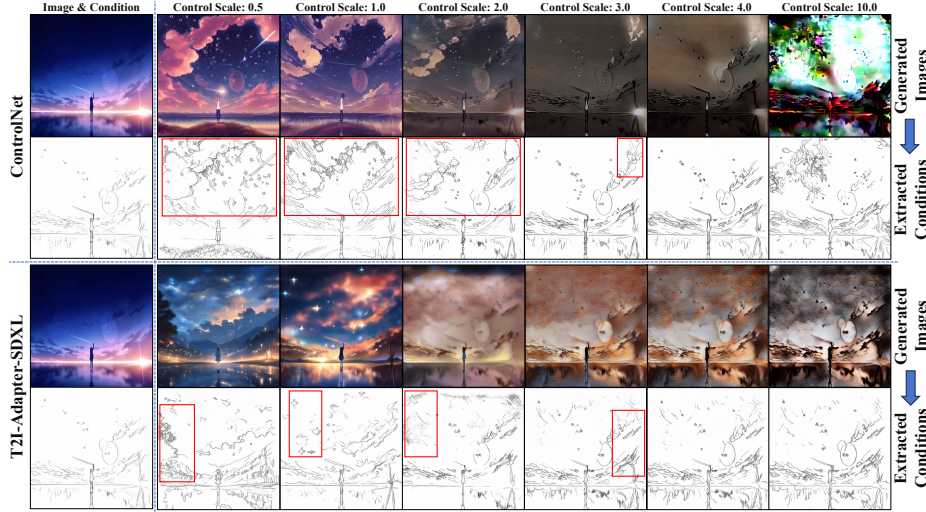 Image & Condition
Control Scale: 0.5
Control Scale: 1.0
Control Scale: 2.0
Control Scale: 3.0
Control Scale: 4.0
Control Scale: 10.0
ControlNet
Generated
Images
Extracted
Conditions
T2I-Adapter-SDXL
Generated
Images
Extracted
Conditions